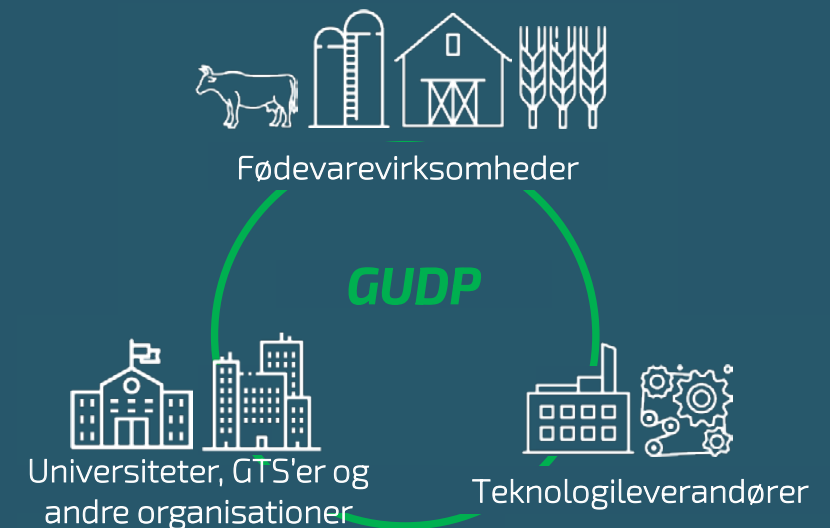 Fødevarevirksomheder
GUDP
Universiteter, GTS'er og
andre organisationer
Teknologileverandører